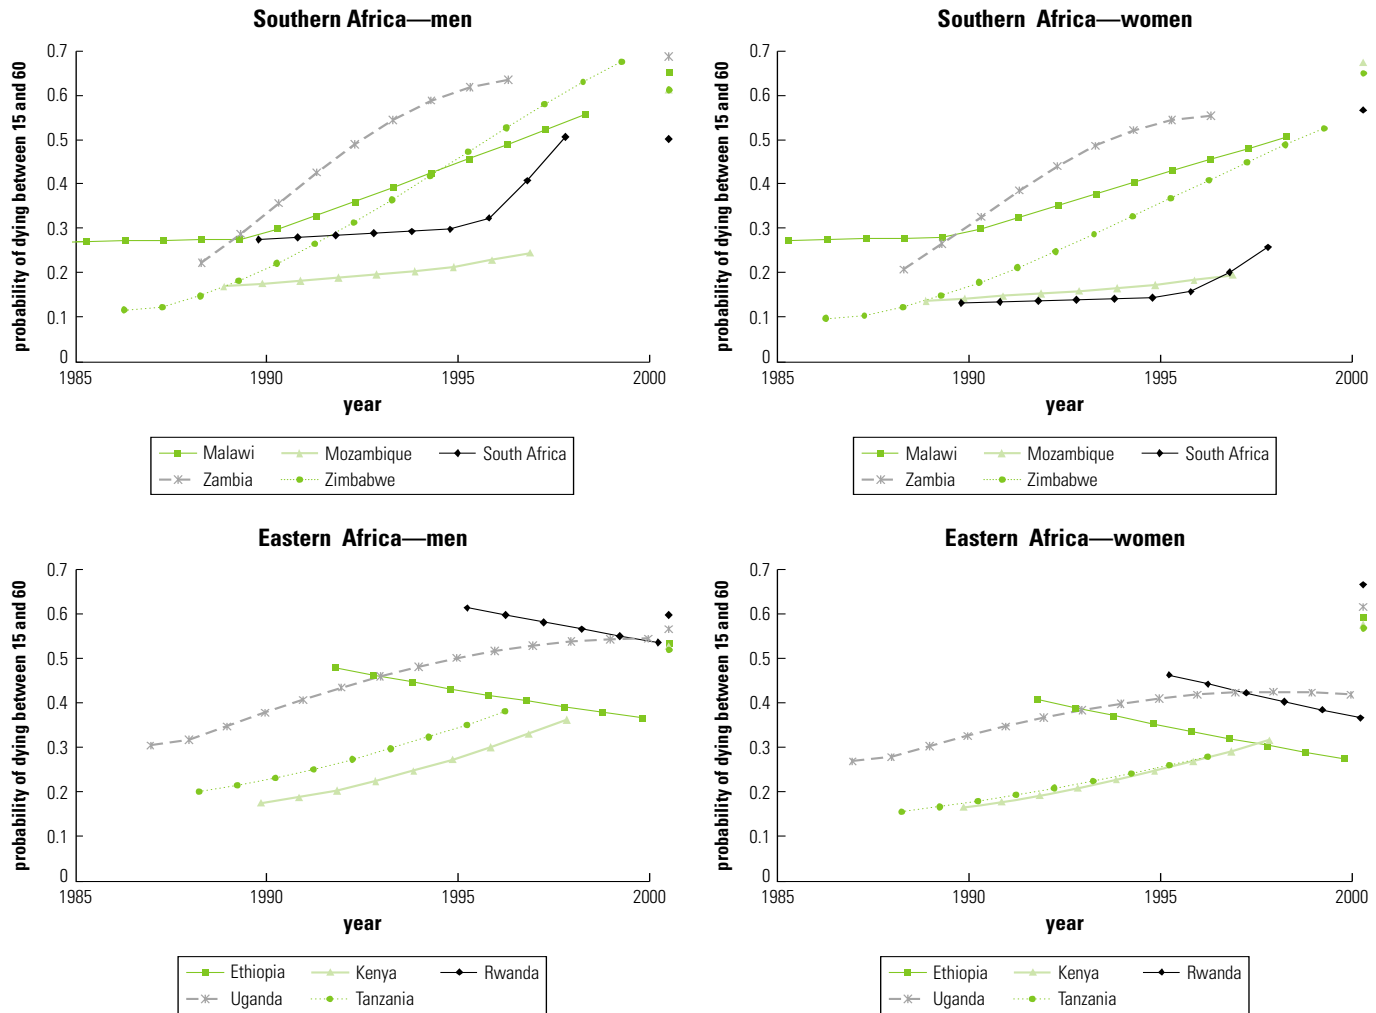 Southern Africa—men
probability of dying between 15 and 60
0.7
0.6
0.5
0.4
0.3
0.2
0.1
0
1985 1990 1995 2000
year
Malawi Mozambique South Africa
Zambia Zimbabwe
Southern Africa—women
probability of dying between 15 and 60
0.7
0.6
0.5
0.4
0.3
0.2
0.1
0
1985 1990 1995 2000
year
Malawi Mozambique South Africa
Zambia Zimbabwe
Eastern Africa—men
probability of dying between 15 and 60
0.7
0.6
0.5
0.4
0.3
0.2
0.1
0
1985 1990 1995 2000
year
Ethiopia Kenya Rwanda
Uganda Tanzania
Eastern Africa—women
probability of dying between 15 and 60
0.7
0.6
0.5
0.4
0.3
0.2
0.1
0
1985 1990 1995 2000
year
Ethiopia Kenya Rwanda
Uganda Tanzania